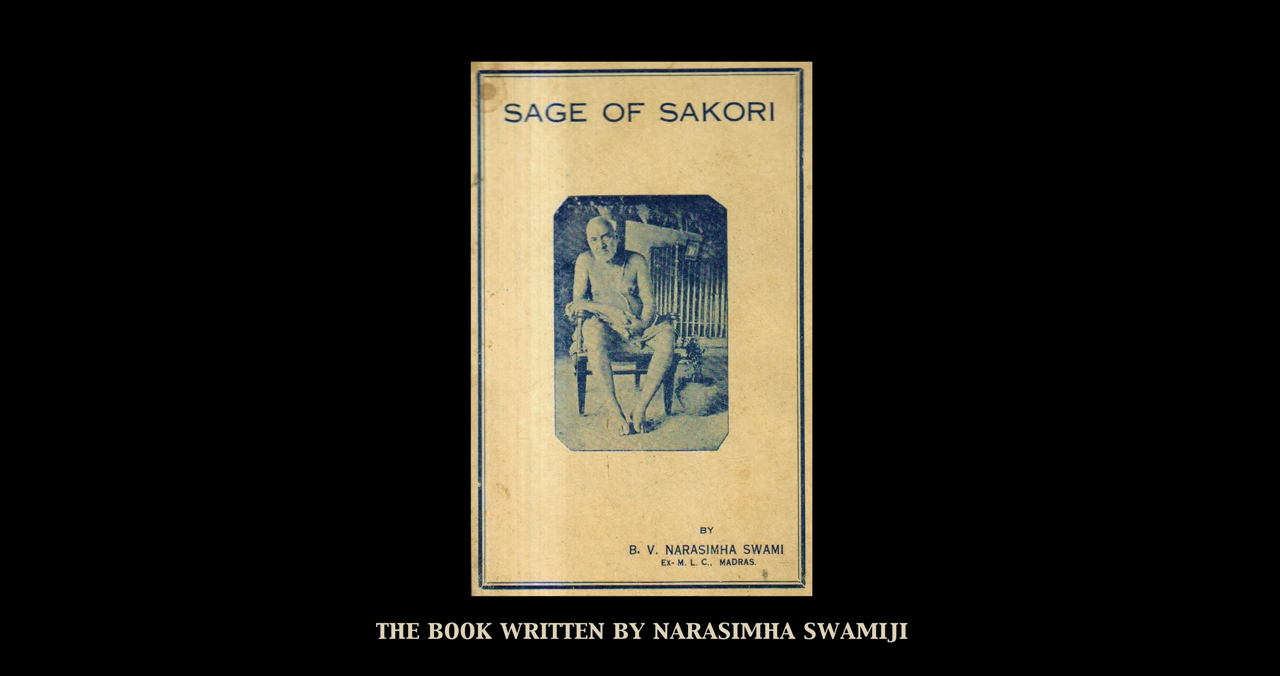 SAGE OF SAKORI
BY
B. V. NARASIMHA SWAMI
Ex- M. L. C., MADRAS.
THE BOOK WRITTEN BY NARASIMHA SWAMIJI